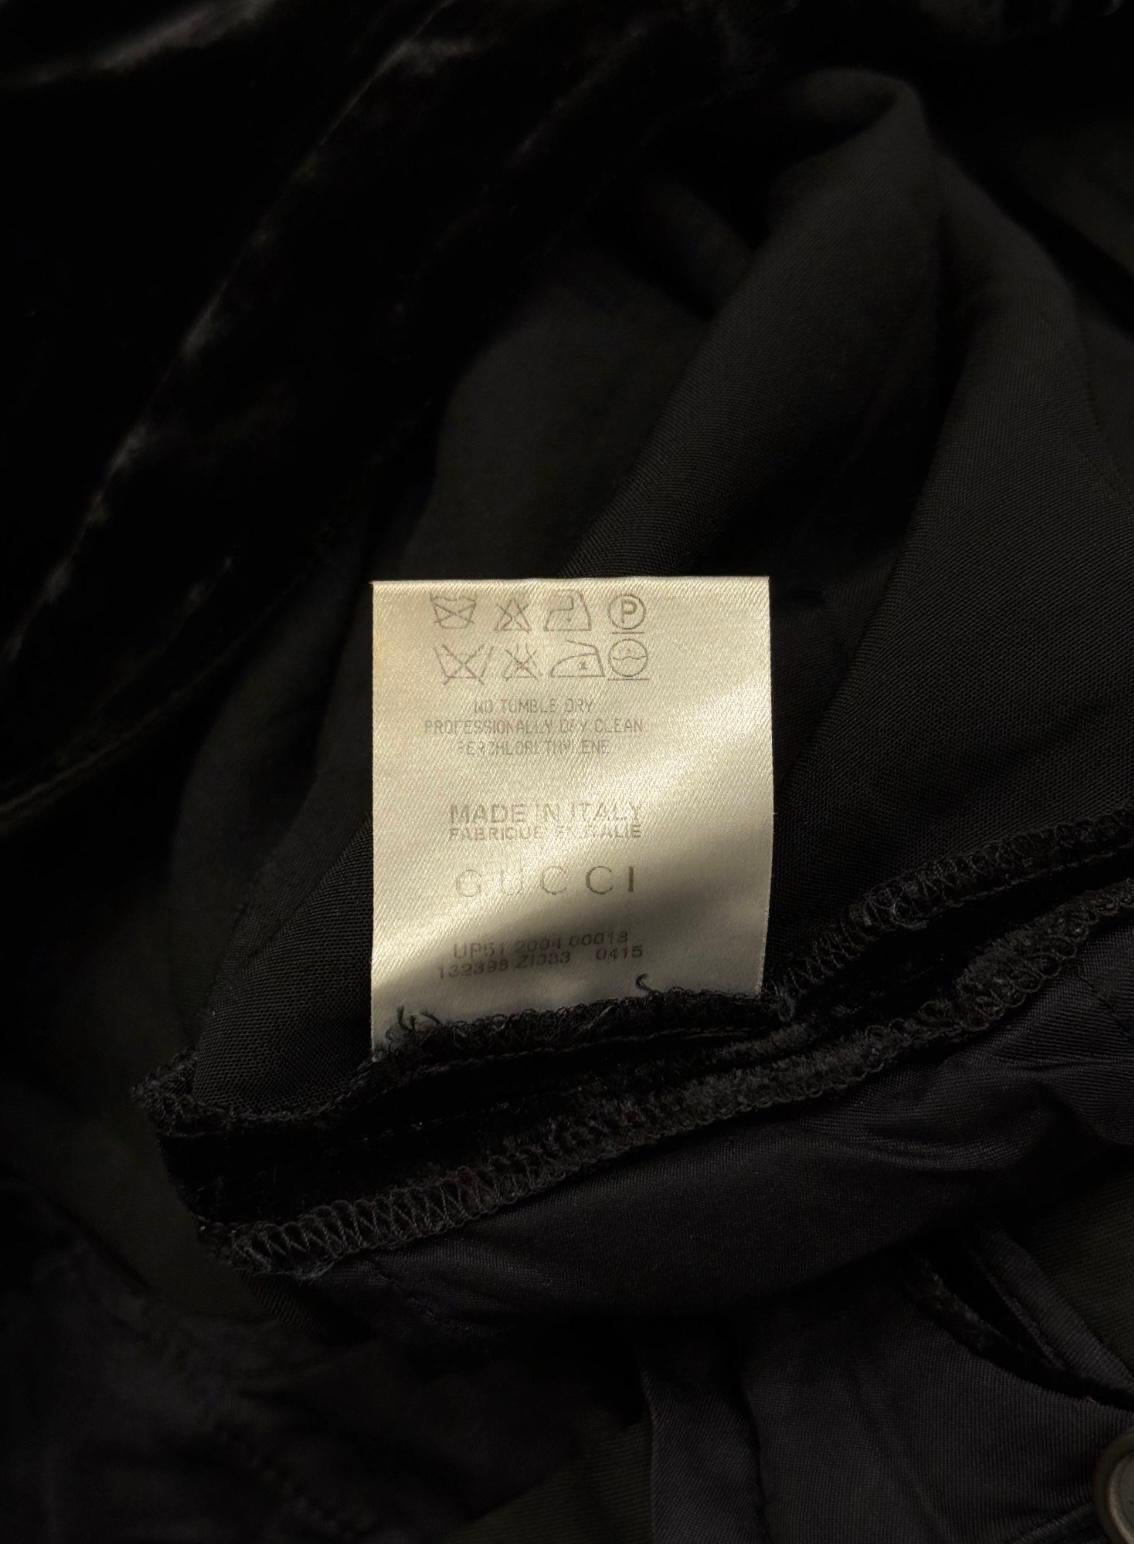 P
NO TUMBLE DRY
PROFESSIONALLY DRY CLEAN
PERCHLORETHYLENE
MADE IN ITALY
FABRIQUE EN ITALIE
GUCCI
UP51 2004 00018
132398 Z1333 0415